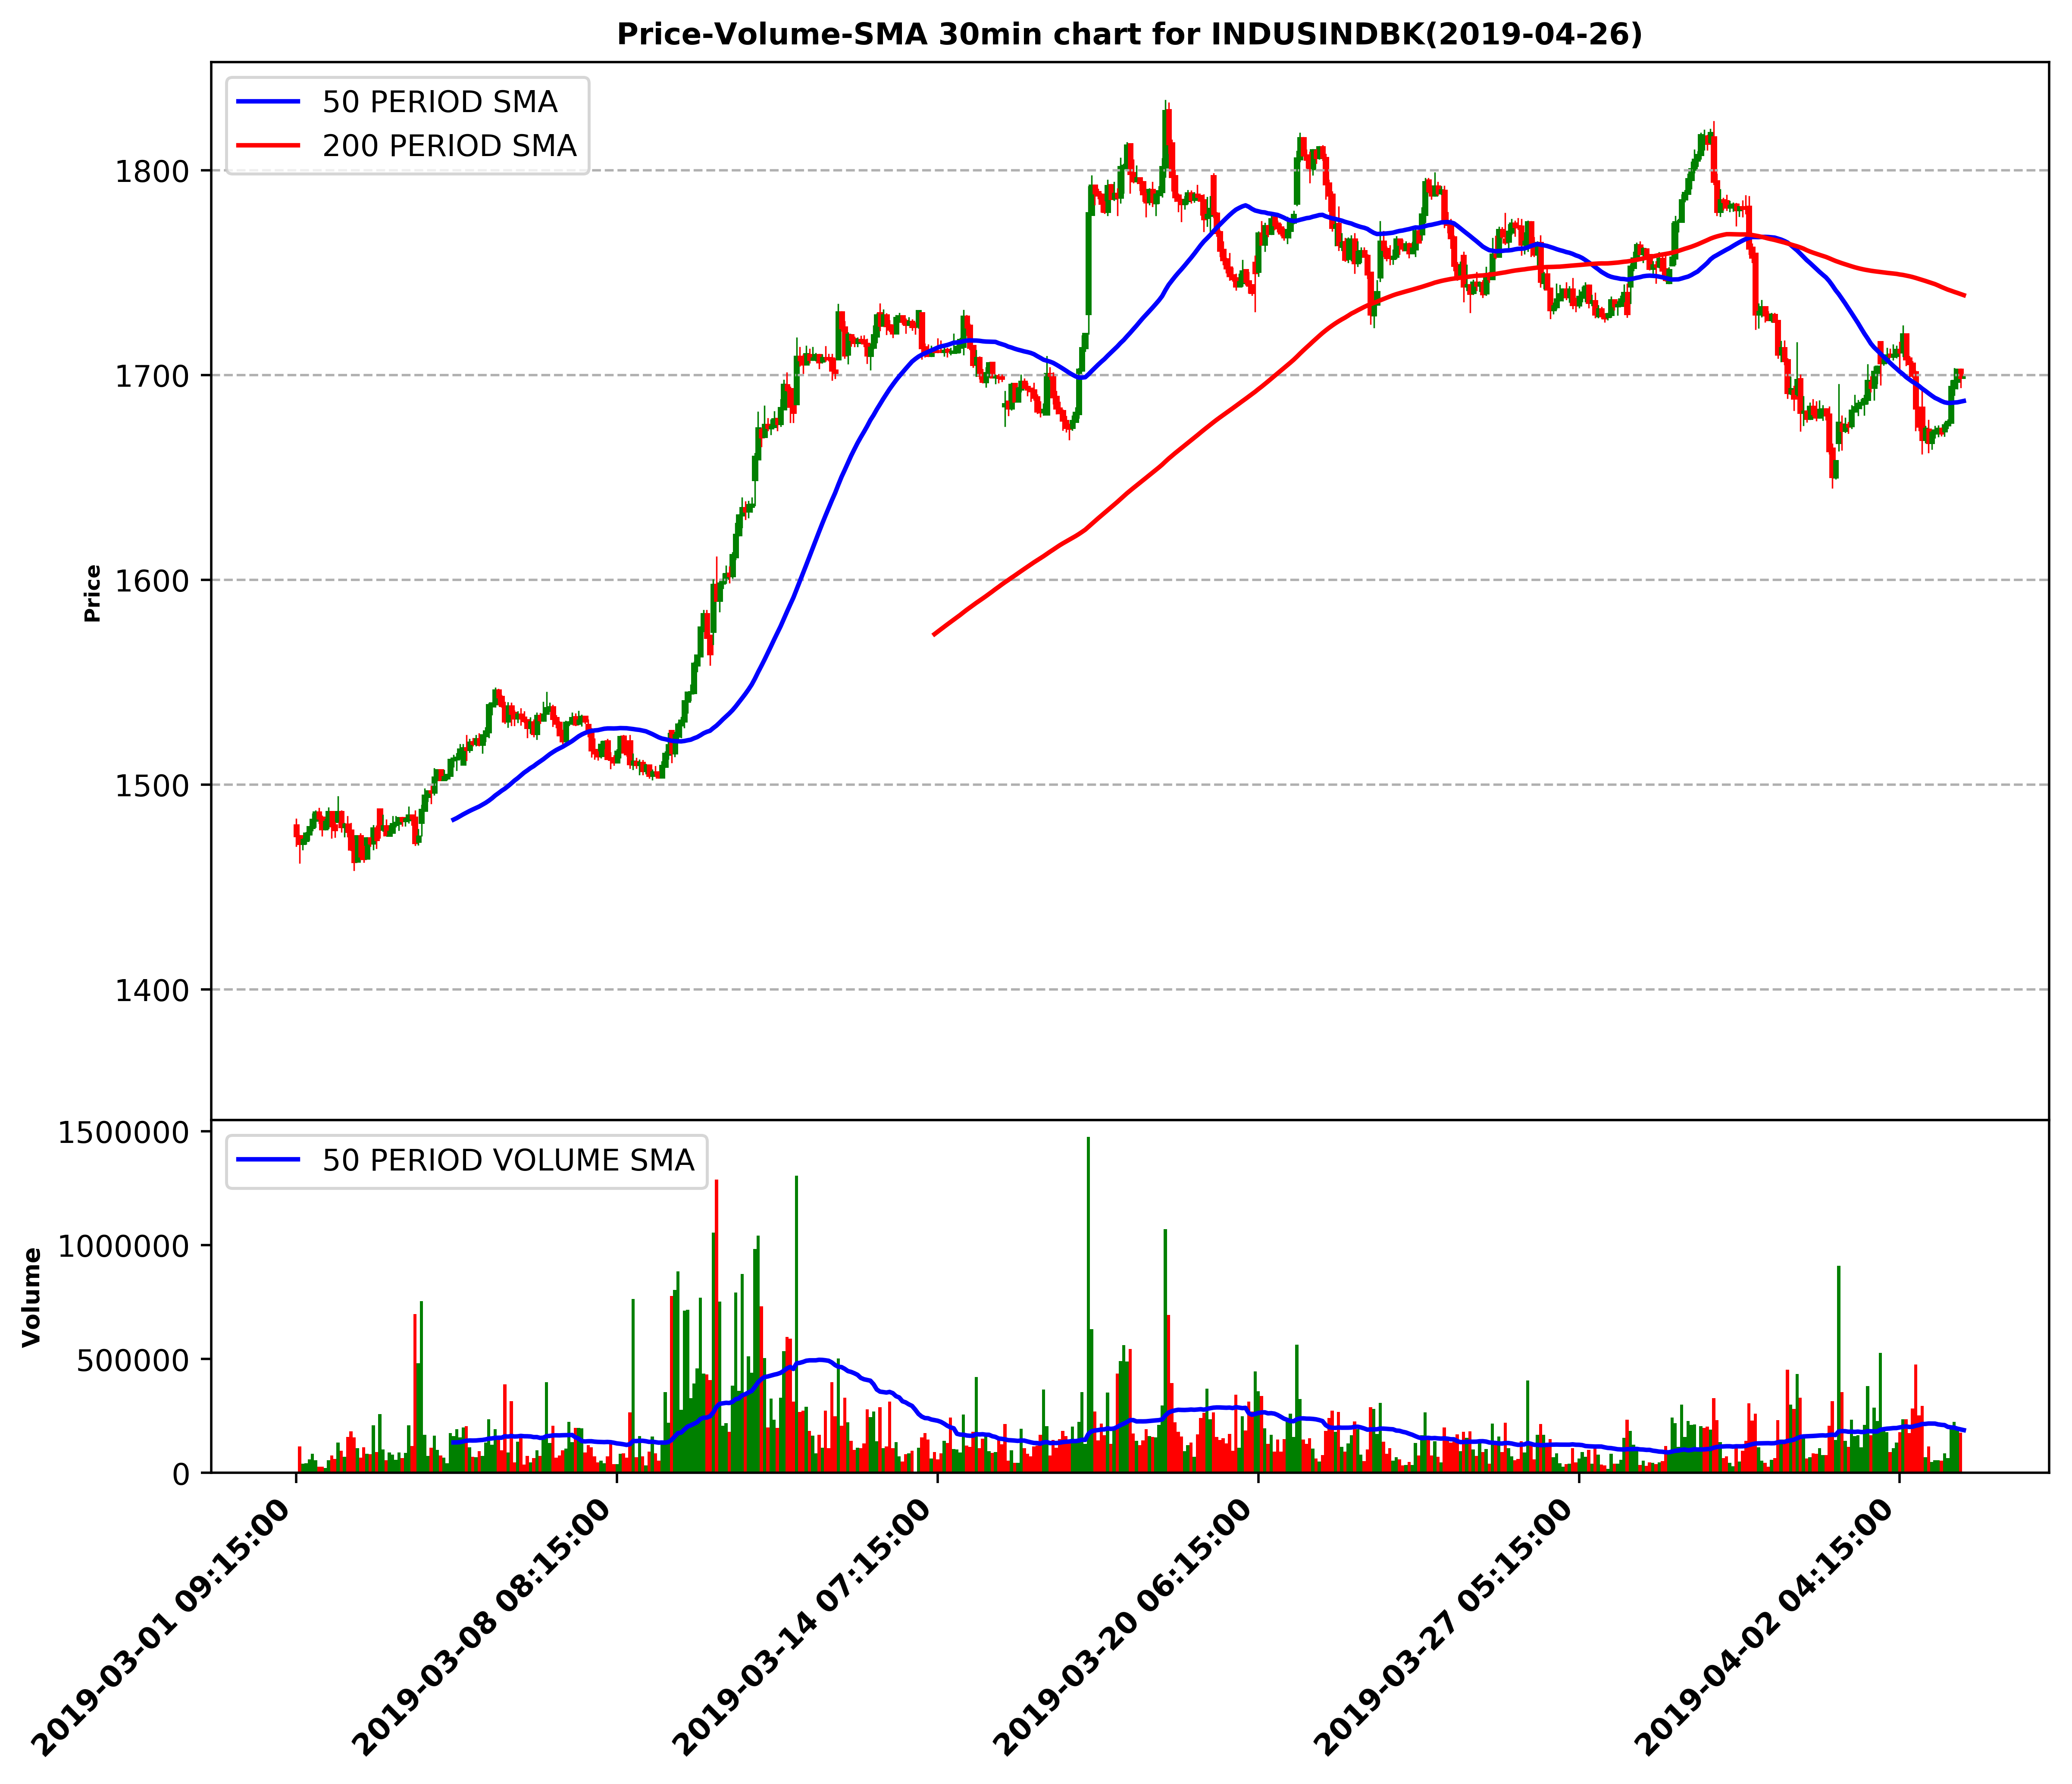 Price-Volume-SMA 30min chart for INDUSINDBK(2019-04-26)
50 PERIOD SMA
200 PERIOD SMA
1800
1700
1600
1500
1400
Price
1500000
1000000
500000
0
Volume
50 PERIOD VOLUME SMA
2019-03-01 09:15:00
2019-03-08 08:15:00
2019-03-14 07:15:00
2019-03-20 06:15:00
2019-03-27 05:15:00
2019-04-02 04:15:00